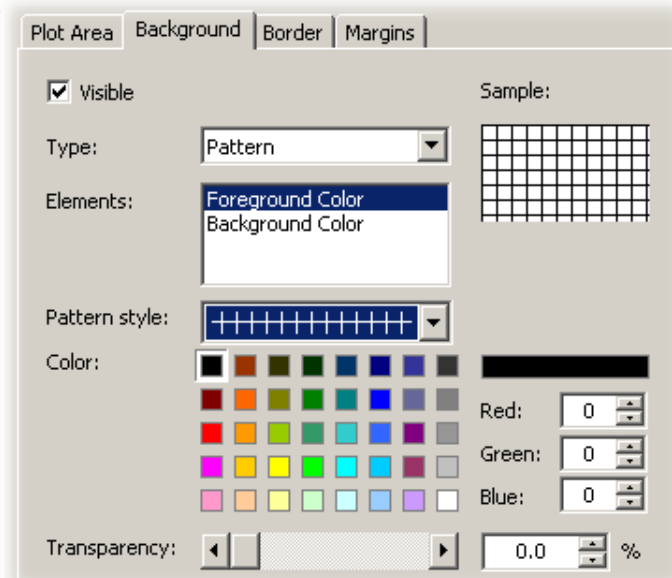 Plot Area Background Border Margins
Visible
Sample:
Type: Pattern
Elements: Foreground Color
Background Color
Pattern style:
Color:
Red: 0
Green: 0
Blue: 0
Transparency: 0.0 %